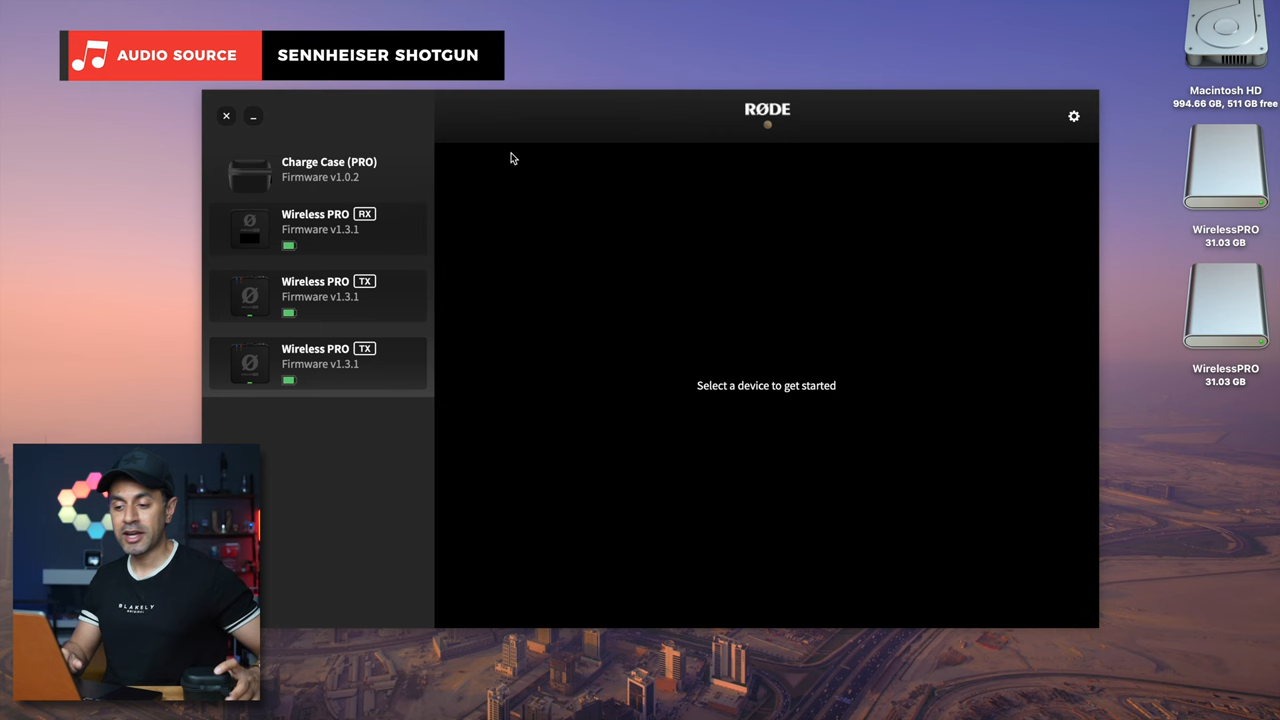 AUDIO SOURCE
SENNHEISER SHOTGUN
RØDE
Charge Case (PRO)
Firmware v1.0.2
Wireless PRO RX
Firmware v1.3.1
Wireless PRO TX
Firmware v1.3.1
Wireless PRO TX
Firmware v1.3.1
Select a device to get started
Macintosh HD
994.66 GB, 511 GB free
WirelessPRO
31.03 GB
WirelessPRO
31.03 GB
BLAKELY